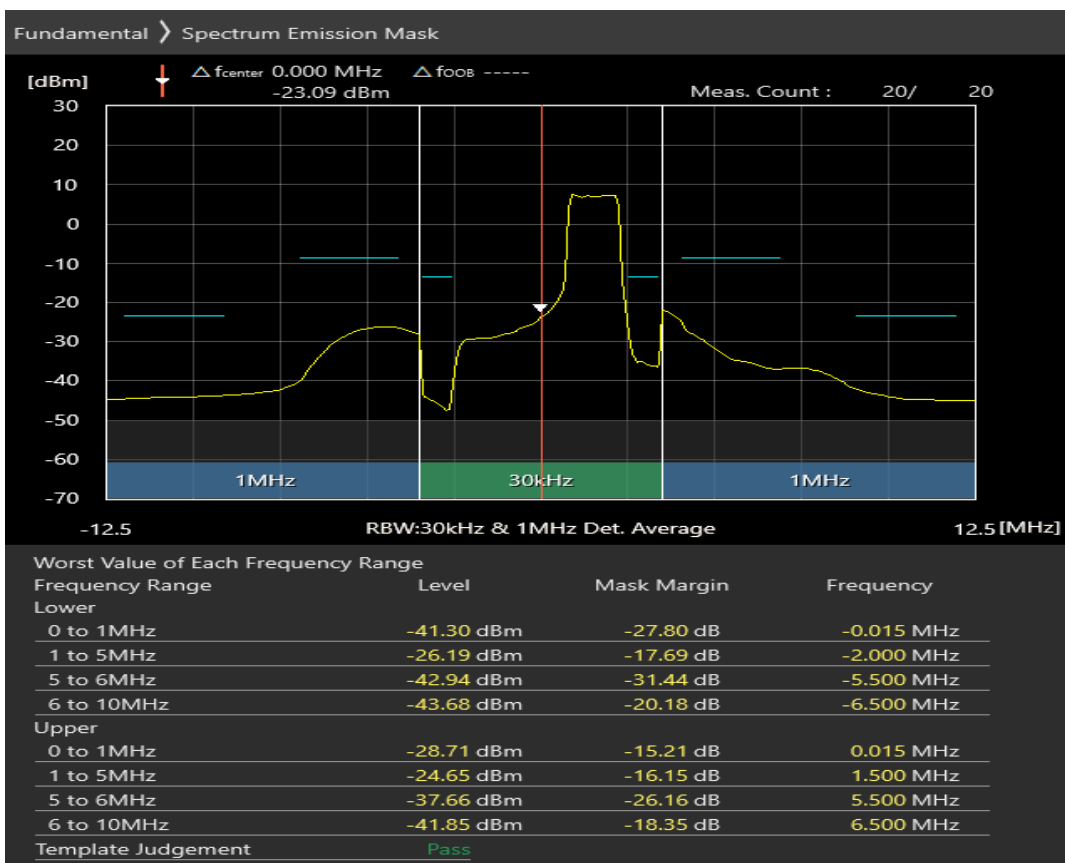 Fundamental 》 Spectrum Emission Mask
[dBm] △ fcenter 0.000 MHz △ fOOB -----
-23.09 dBm Meas. Count : 20/ 20
30
20
10
0
-10
-20
-30
-40
-50
-60
-70
1MHz 30kHz 1MHz
-12.5 RBW:30kHz & 1MHz Det. Average 12.5 [MHz]
Worst Value of Each Frequency Range
Frequency Range Level Mask Margin Frequency
Lower
0 to 1MHz -41.30 dBm -27.80 dB -0.015 MHz
1 to 5MHz -26.19 dBm -17.69 dB -2.000 MHz
5 to 6MHz -42.94 dBm -31.44 dB -5.500 MHz
6 to 10MHz -43.68 dBm -20.18 dB -6.500 MHz
Upper
0 to 1MHz -28.71 dBm -15.21 dB 0.015 MHz
1 to 5MHz -24.65 dBm -16.15 dB 1.500 MHz
5 to 6MHz -37.66 dBm -26.16 dB 5.500 MHz
6 to 10MHz -41.85 dBm -18.35 dB 6.500 MHz
Template Judgement Pass